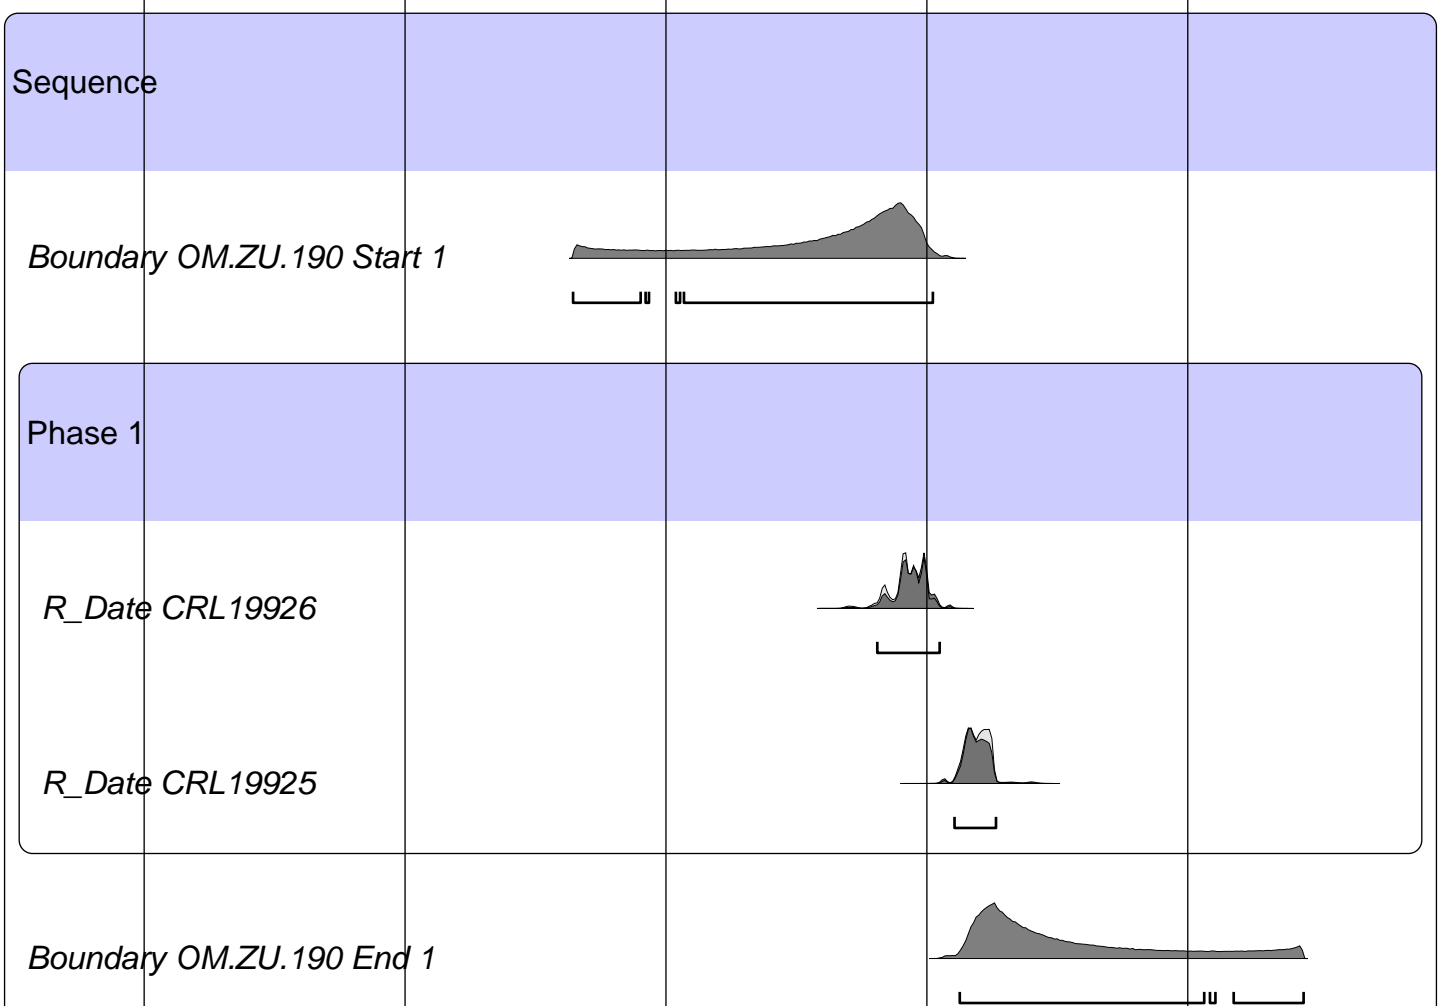 Sequence
Boundary OM.ZU.190 Start 1
Phase 1
R_Date CRL19926
R_Date CRL19925
Boundary OM.ZU.190 End 1